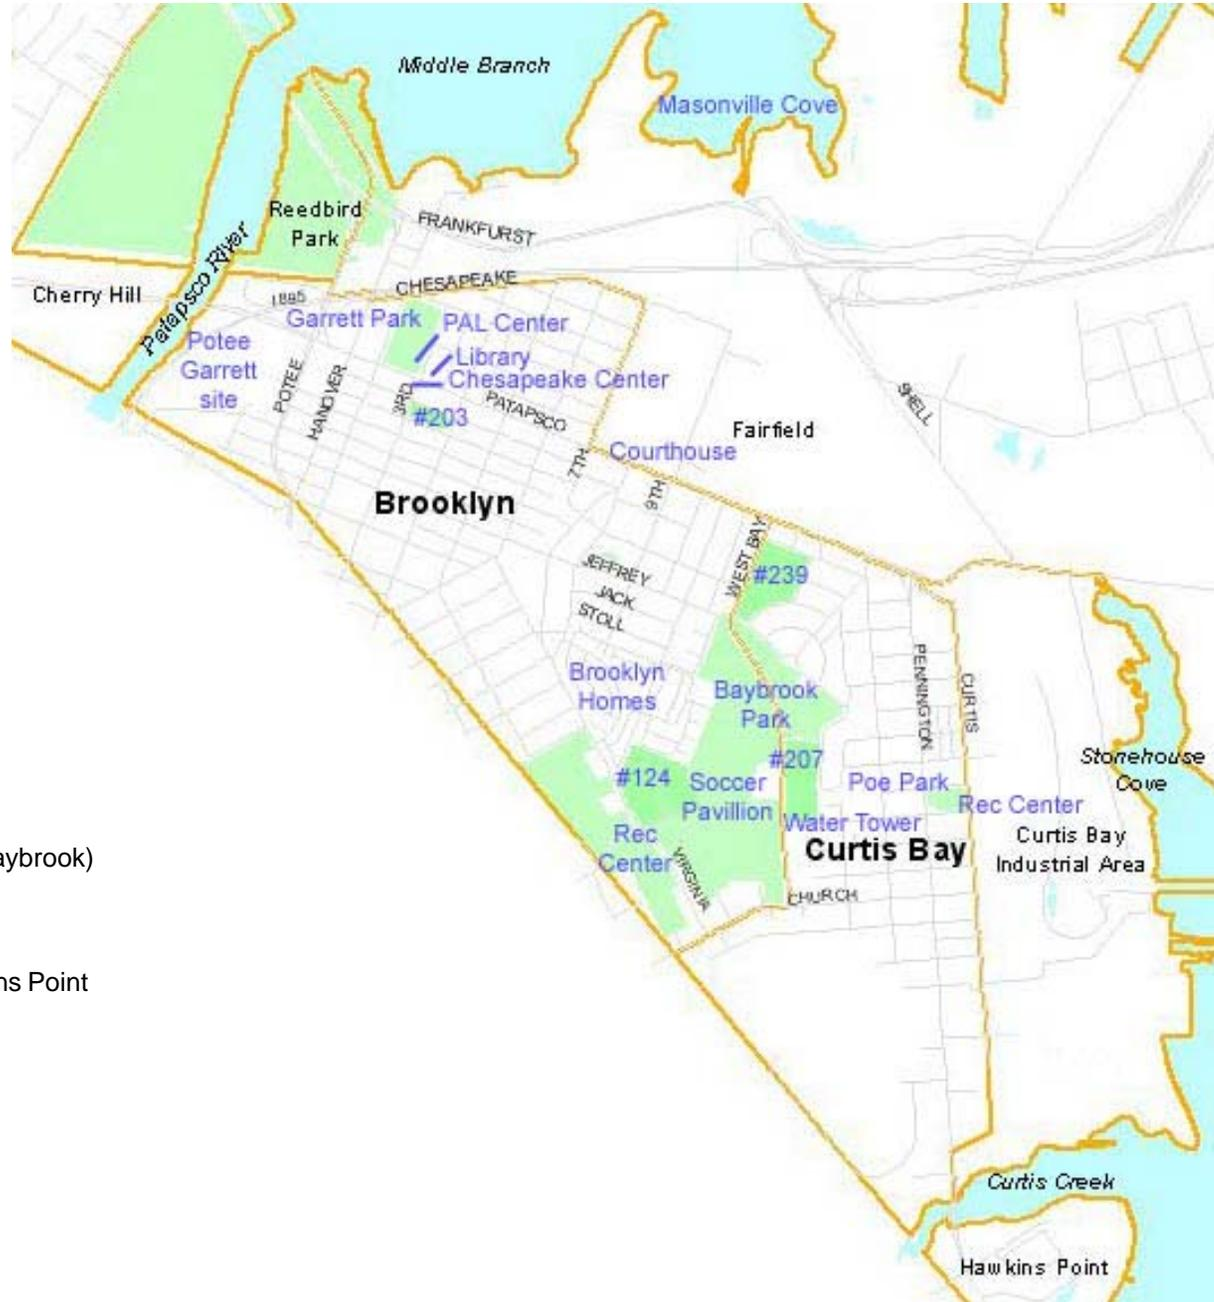 Middle Branch
Masonville Cove
Reedbird
Park
FRANKFURST
Patapsco River
CHESAPEAKE
Cherry Hill
1895
Garrett Park
PAL Center
Potee
Garrett
site
Library
Chesapeake Center
POTEE
HANOVER
3RD
#203
PATAPSCO
SHELL
Fairfield
Courthouse
7TH
9TH
Brooklyn
WEST BAY
#239
JEFFREY
JACK
STOLL
Brooklyn
Homes
Baybrook
Park
PENNINGTON
CURTIS
Stonehouse
Cove
#207
#124
Soccer
Pavillion
Poe Park
Rec Center
Water Tower
Rec
Center
Curtis Bay
Curtis Bay
Industrial Area
VIRGINIA
CHURCH
aybrook)
ns Point
Curtis Creek
Hawkins Point